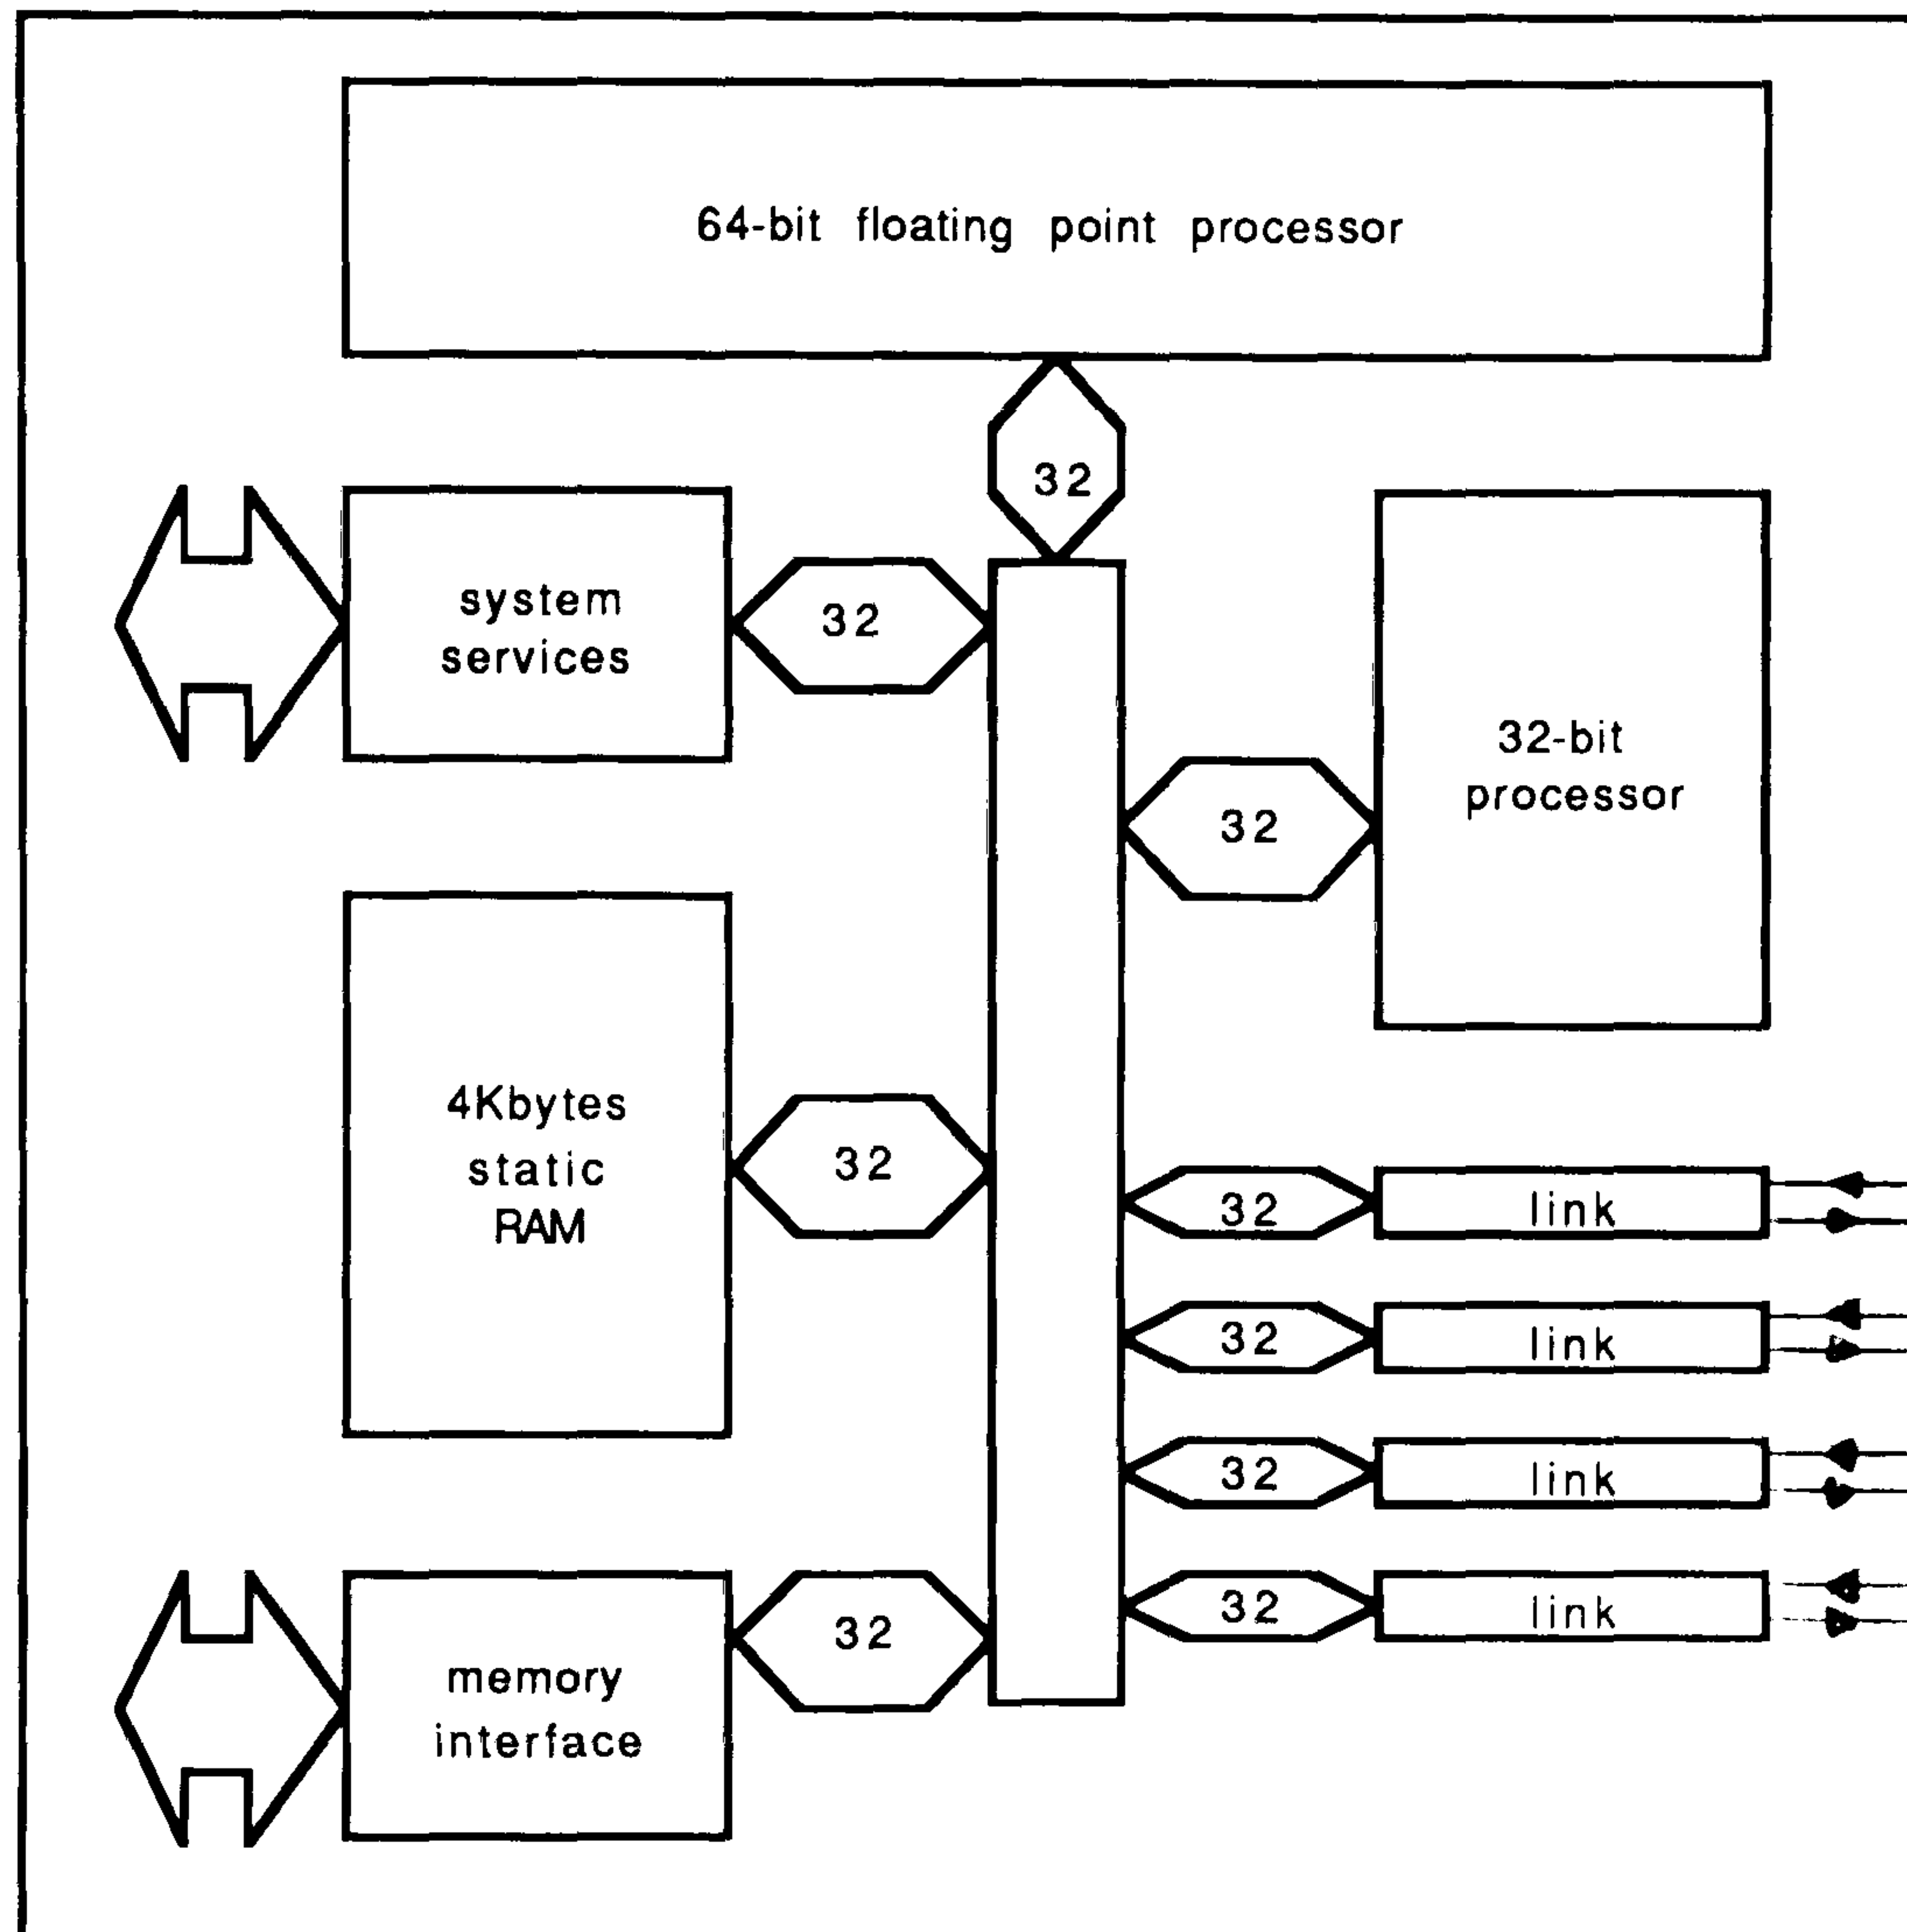 64-bit floating point processor
32
system
services
32
32-bit
processor
32
4Kbytes
static
RAM
32
32
link
32
link
32
link
memory
interface
32
32
link